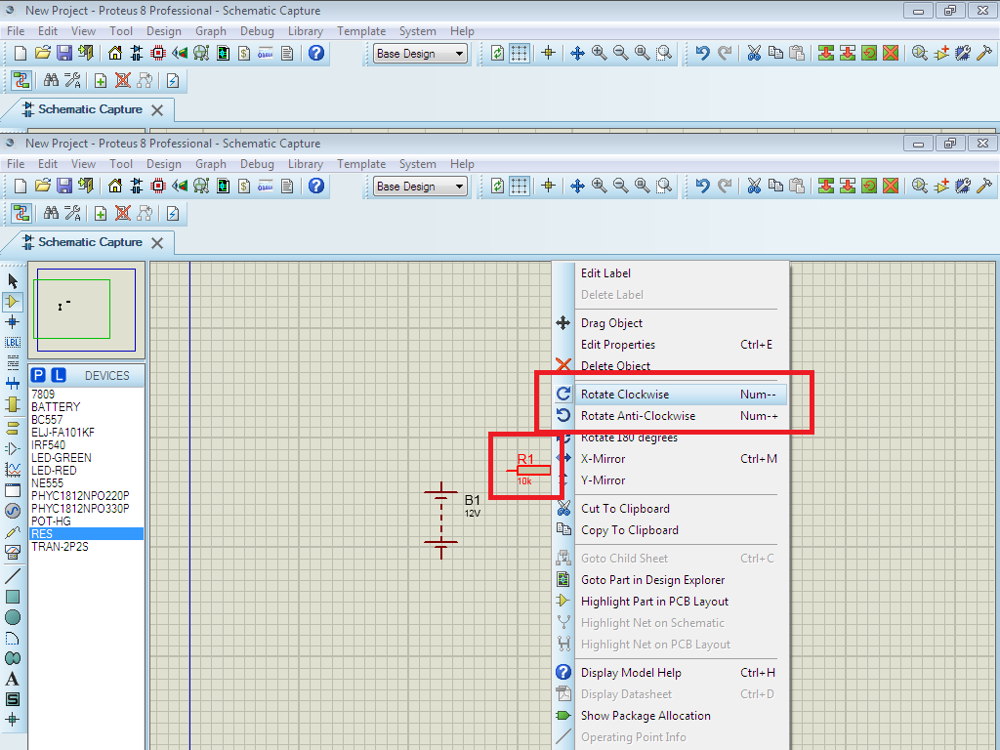 New Project - Proteus 8 Professional - Schematic Capture
File Edit View Tool Design Graph Debug Library Template System Help
Base Design
Schematic Capture
New Project - Proteus 8 Professional - Schematic Capture
File Edit View Tool Design Graph Debug Library Template System Help
Base Design
Schematic Capture
P L DEVICES
7809
BATTERY
BC557
ELJ-FA101KF
IRF540
LED-GREEN
LED-RED
NE555
PHYC1812NPO220P
PHYC1812NPO330P
POT-HG
RES
TRAN-2P2S
LBL
A
S
R1
10k
B1
12V
Edit Label
Delete Label
Drag Object
Edit Properties Ctrl+E
Delete Object
Rotate Clockwise Num--
Rotate Anti-Clockwise Num-+
Rotate 180 degrees
X-Mirror Ctrl+M
Y-Mirror
Cut To Clipboard
Copy To Clipboard
Goto Child Sheet Ctrl+C
Goto Part in Design Explorer
Highlight Part in PCB Layout
Highlight Net on Schematic
Highlight Net on PCB Layout
Display Model Help Ctrl+H
Display Datasheet Ctrl+D
Show Package Allocation
Operating Point Info